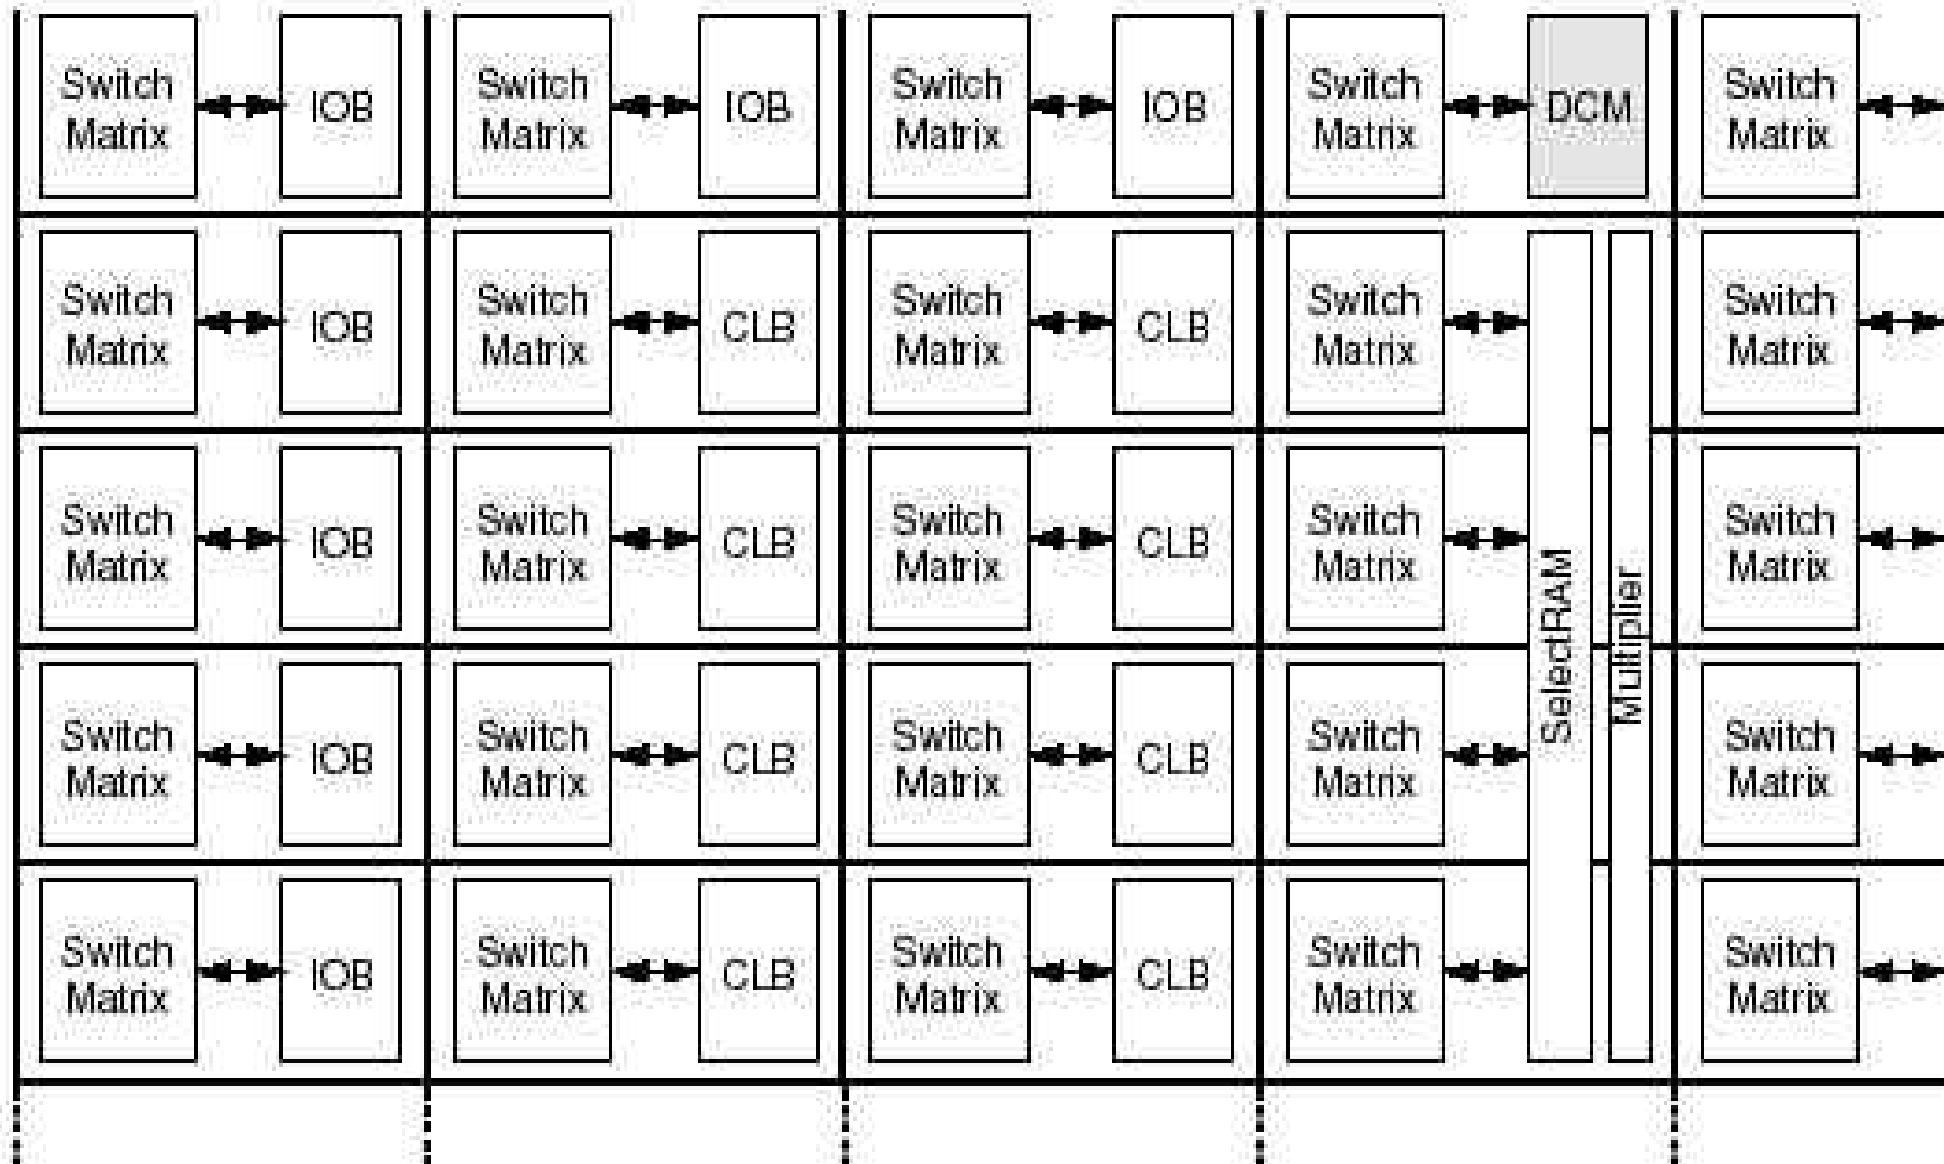 Switch
Matrix
IOB
Switch
Matrix
IOB
Switch
Matrix
IOB
Switch
Matrix
DCM
Switch
Matrix
Switch
Matrix
IOB
Switch
Matrix
CLB
Switch
Matrix
CLB
Switch
Matrix
Switch
Matrix
Switch
Matrix
IOB
Switch
Matrix
CLB
Switch
Matrix
CLB
Switch
Matrix
SelectRAM
Multiplier
Switch
Matrix
Switch
Matrix
IOB
Switch
Matrix
CLB
Switch
Matrix
CLB
Switch
Matrix
Switch
Matrix
Switch
Matrix
IOB
Switch
Matrix
CLB
Switch
Matrix
CLB
Switch
Matrix
Switch
Matrix